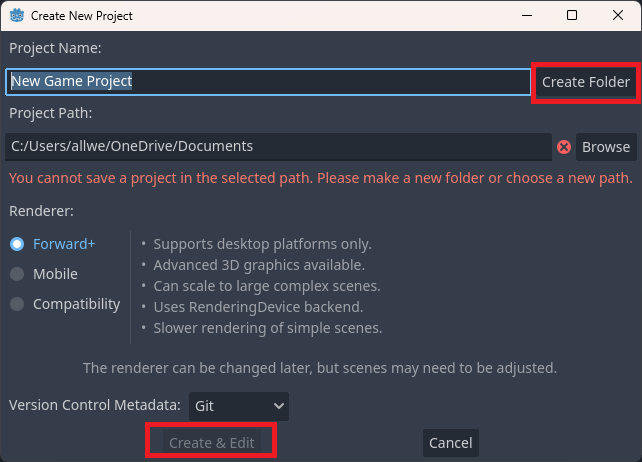 Create New Project
Project Name:
New Game Project
Create Folder
Project Path:
C:/Users/allwe/OneDrive/Documents
Browse
You cannot save a project in the selected path. Please make a new folder or choose a new path.
Renderer:
Forward+
Mobile
Compatibility
• Supports desktop platforms only.
• Advanced 3D graphics available.
• Can scale to large complex scenes.
• Uses RenderingDevice backend.
• Slower rendering of simple scenes.
The renderer can be changed later, but scenes may need to be adjusted.
Version Control Metadata: Git
Create & Edit
Cancel